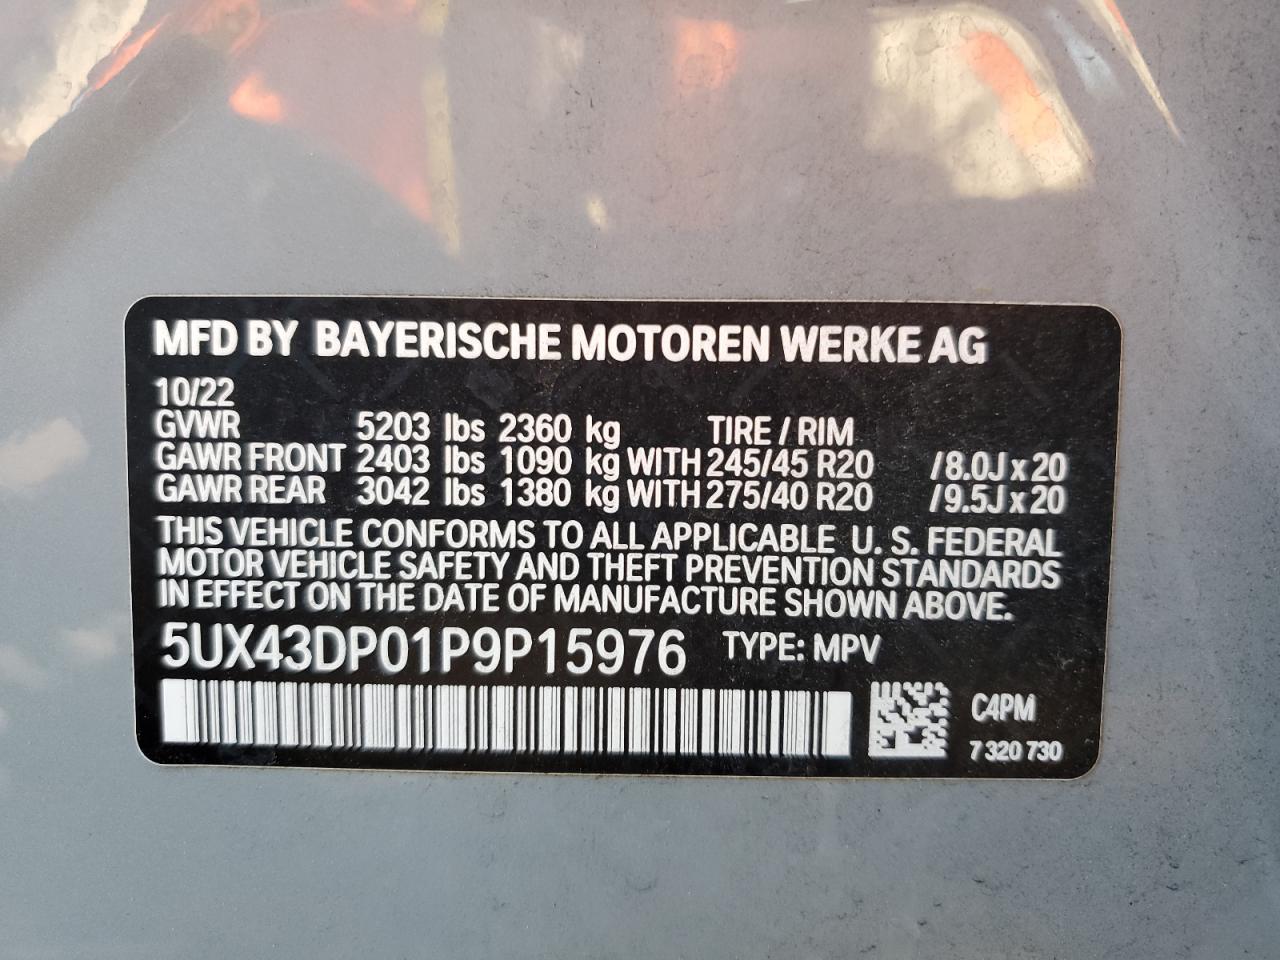 MFD BY BAYERISCHE MOTOREN WERKE AG
10/22
GVWR 5203 lbs 2360 kg TIRE / RIM
GAWR FRONT 2403 lbs 1090 kg WITH 245/45 R20 /8.0J x 20
GAWR REAR 3042 lbs 1380 kg WITH 275/40 R20 /9.5J x 20
THIS VEHICLE CONFORMS TO ALL APPLICABLE U. S. FEDERAL
MOTOR VEHICLE SAFETY AND THEFT PREVENTION STANDARDS
IN EFFECT ON THE DATE OF MANUFACTURE SHOWN ABOVE.
5UX43DP01P9P15976 TYPE: MPV
C4PM
7 320 730